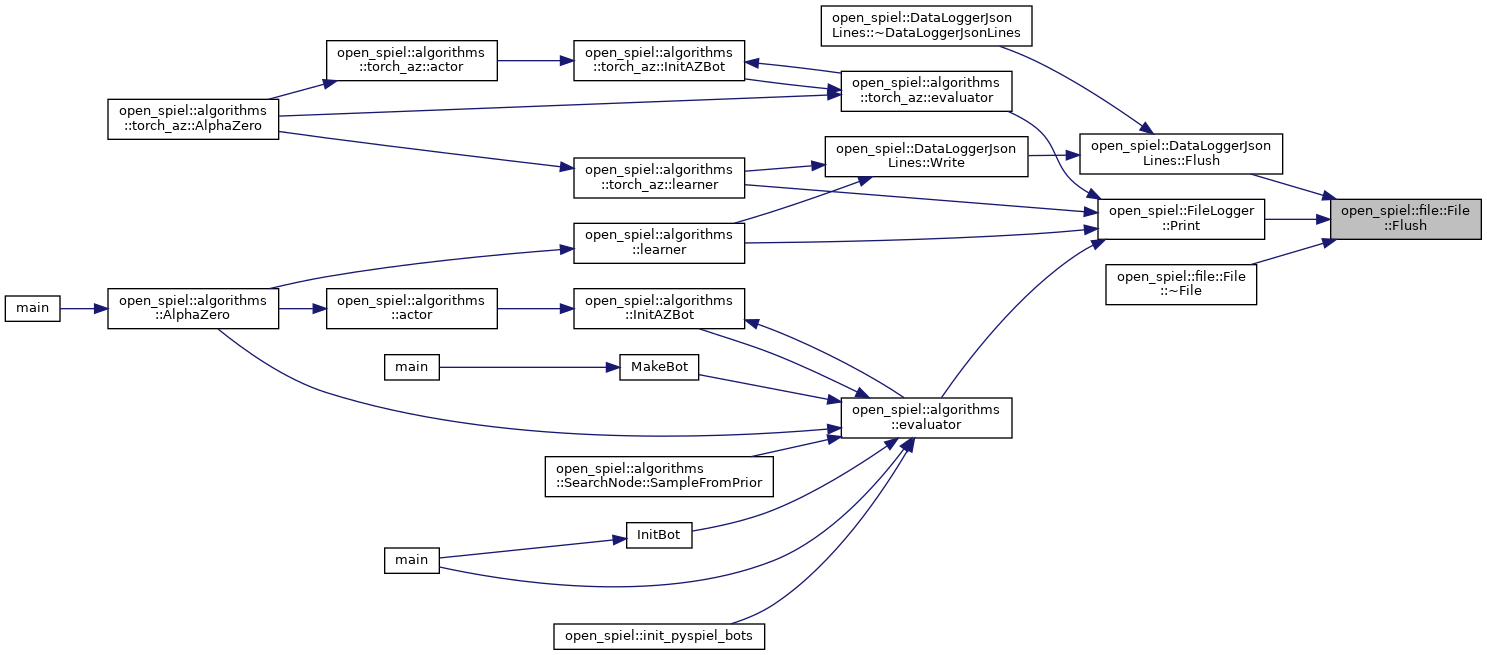 open_spiel::DataLoggerJson
Lines::~DataLoggerJsonLines
open_spiel::algorithms
::torch_az::actor
open_spiel::algorithms
::torch_az::InitAZBot
open_spiel::algorithms
::torch_az::evaluator
open_spiel::algorithms
::torch_az::AlphaZero
open_spiel::DataLoggerJson
Lines::Write
open_spiel::DataLoggerJson
Lines::Flush
open_spiel::algorithms
::torch_az::learner
open_spiel::FileLogger
::Print
open_spiel::file::File
::Flush
open_spiel::algorithms
::learner
open_spiel::file::File
::~File
main
open_spiel::algorithms
::AlphaZero
open_spiel::algorithms
::actor
open_spiel::algorithms
::InitAZBot
main
MakeBot
open_spiel::algorithms
::evaluator
open_spiel::algorithms
::SearchNode::SampleFromPrior
InitBot
main
open_spiel::init_pyspiel_bots